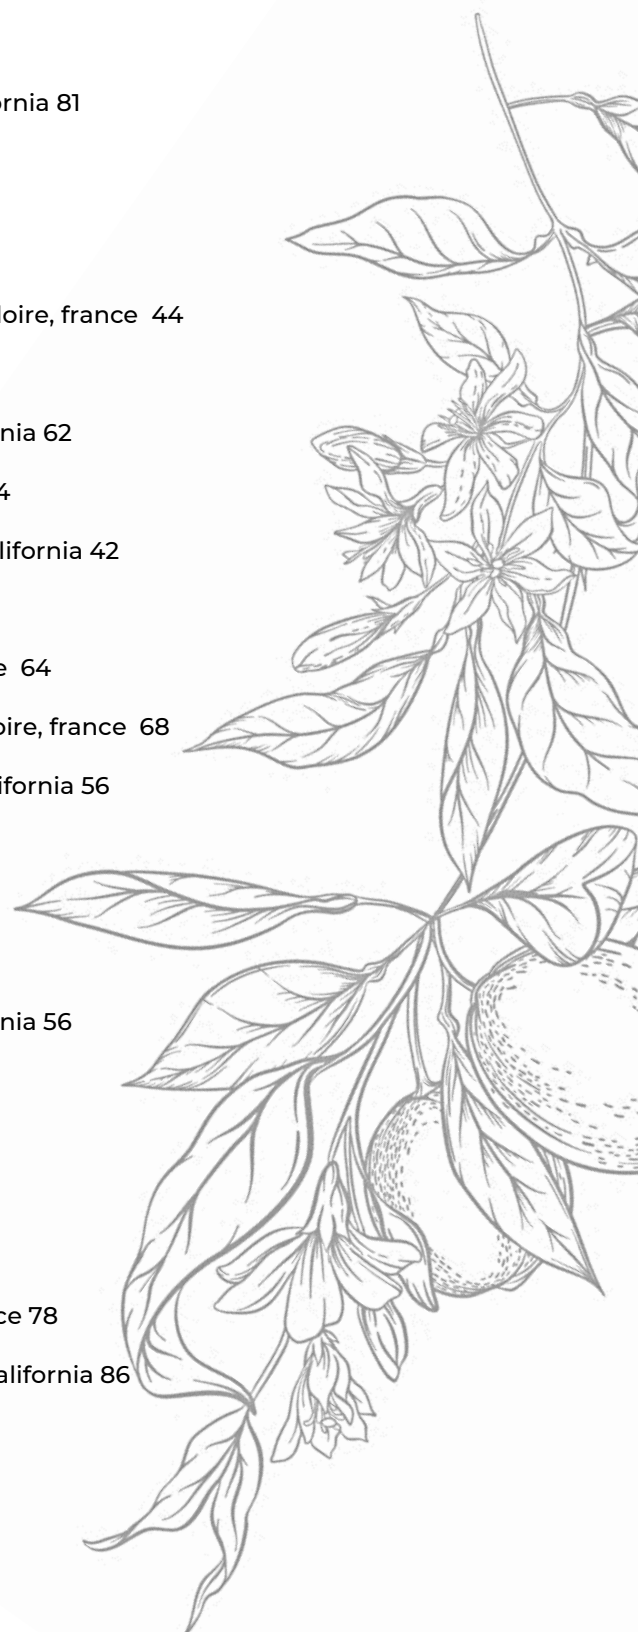 ornia 81
loire, france 44
nia 62
4
lifornia 42
e 64
oire, france 68
ifornia 56
nia 56
ce 78
alifornia 86